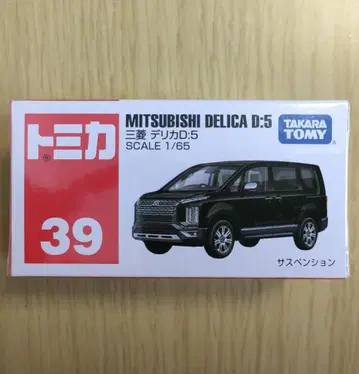 トミカ
39
MITSUBISHI DELICA D:5
三菱 デリカD:5
SCALE 1/65
TAKARA
TOMY
サスペンション